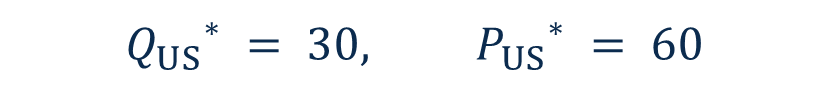 Q_US* = 30, P_US* = 60